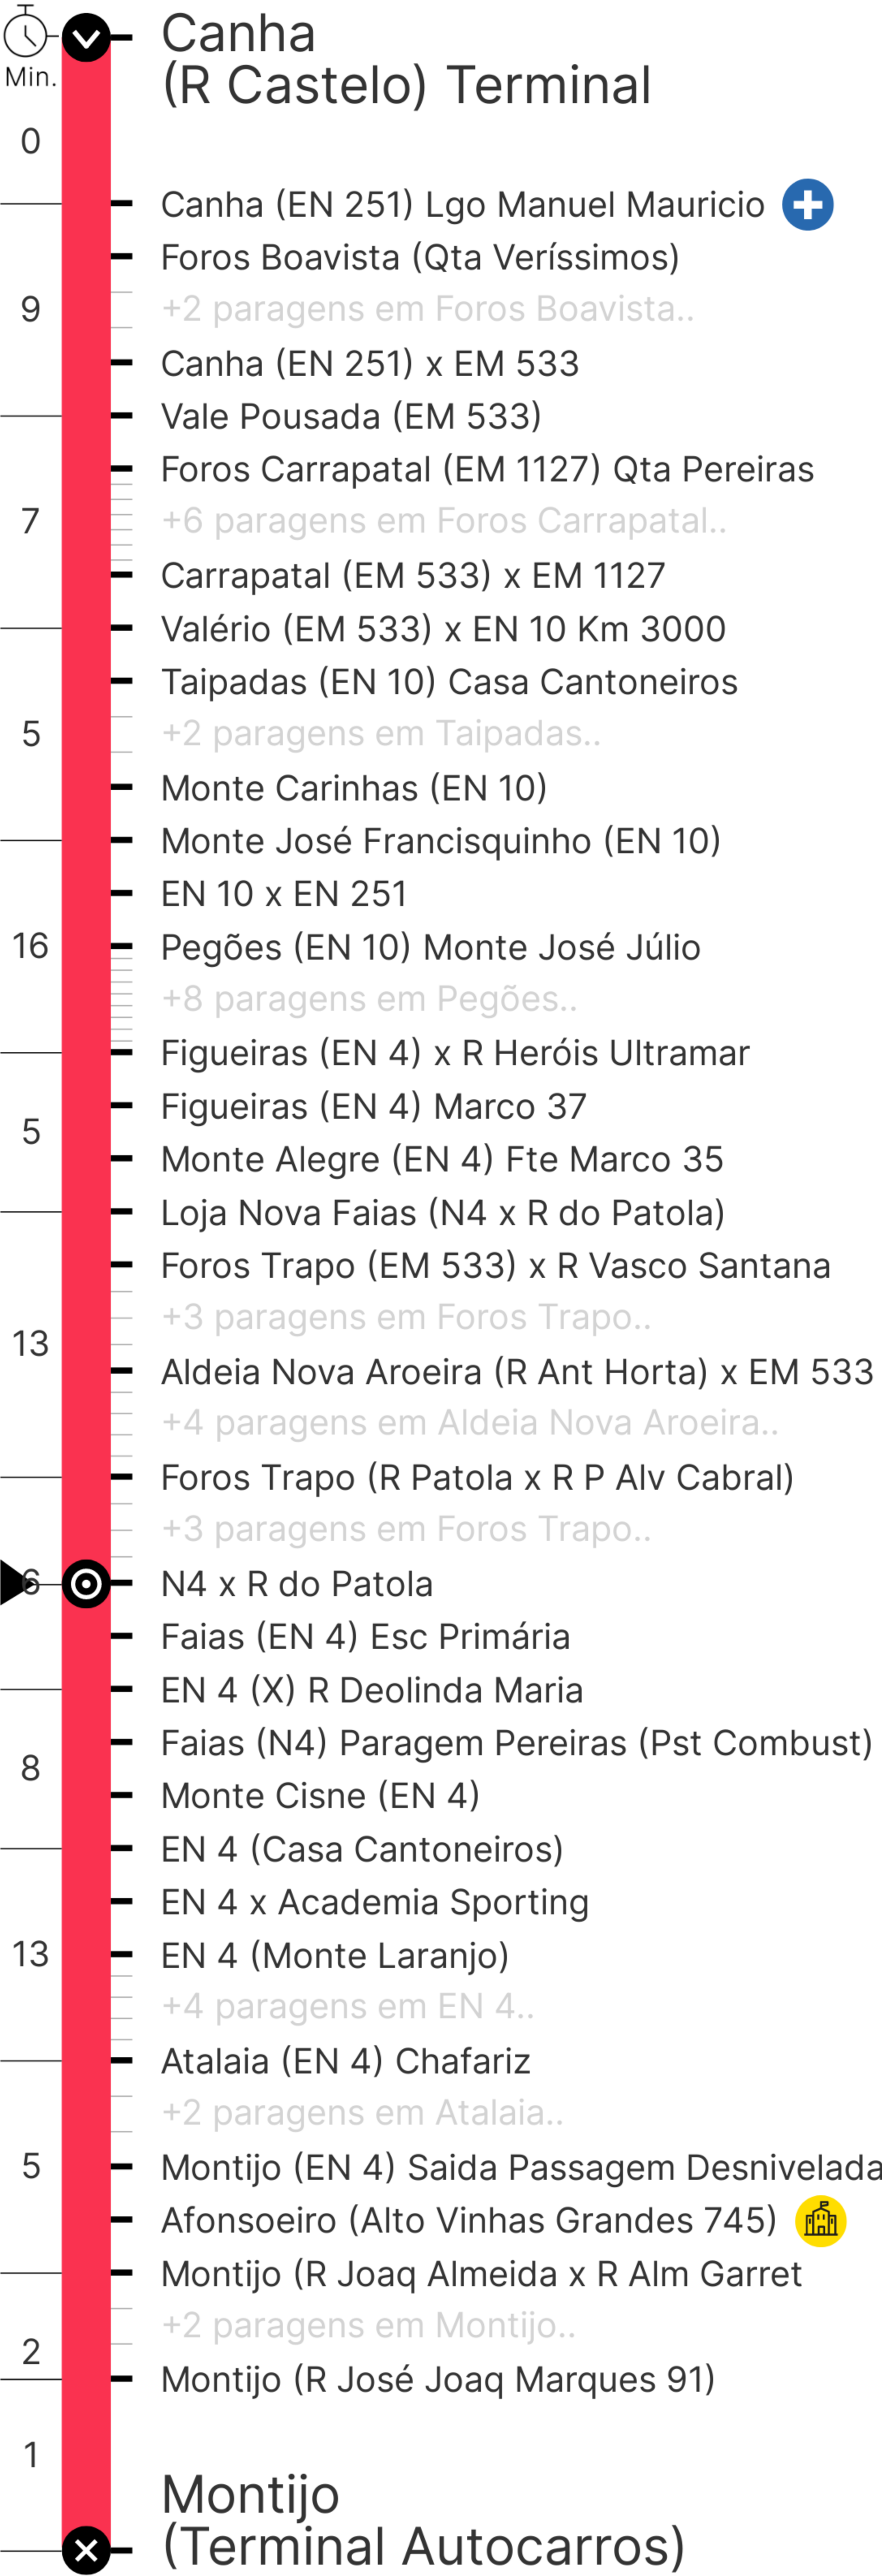 Canha
(R Castelo) Terminal
Min.
0
Canha (EN 251) Lgo Manuel Mauricio
Foros Boavista (Qta Veríssimos)
9
+2 paragens em Foros Boavista..
Canha (EN 251) x EM 533
Vale Pousada (EM 533)
Foros Carrapatal (EM 1127) Qta Pereiras
7
+6 paragens em Foros Carrapatal..
Carrapatal (EM 533) x EM 1127
Valério (EM 533) x EN 10 Km 3000
Taipadas (EN 10) Casa Cantoneiros
5
+2 paragens em Taipadas..
Monte Carinhas (EN 10)
Monte José Francisquinho (EN 10)
EN 10 x EN 251
16
Pegões (EN 10) Monte José Júlio
+8 paragens em Pegões..
Figueiras (EN 4) x R Heróis Ultramar
Figueiras (EN 4) Marco 37
5
Monte Alegre (EN 4) Fte Marco 35
Loja Nova Faias (N4 x R do Patola)
Foros Trapo (EM 533) x R Vasco Santana
+3 paragens em Foros Trapo..
13
Aldeia Nova Aroeira (R Ant Horta) x EM 533
+4 paragens em Aldeia Nova Aroeira..
Foros Trapo (R Patola x R P Alv Cabral)
+3 paragens em Foros Trapo..
6
N4 x R do Patola
Faias (EN 4) Esc Primária
EN 4 (X) R Deolinda Maria
Faias (N4) Paragem Pereiras (Pst Combust)
8
Monte Cisne (EN 4)
EN 4 (Casa Cantoneiros)
EN 4 x Academia Sporting
13
EN 4 (Monte Laranjo)
+4 paragens em EN 4..
Atalaia (EN 4) Chafariz
+2 paragens em Atalaia..
5
Montijo (EN 4) Saida Passagem Desnivelada
Afonsoeiro (Alto Vinhas Grandes 745)
Montijo (R Joaq Almeida x R Alm Garret
+2 paragens em Montijo..
2
Montijo (R José Joaq Marques 91)
1
Montijo
(Terminal Autocarros)